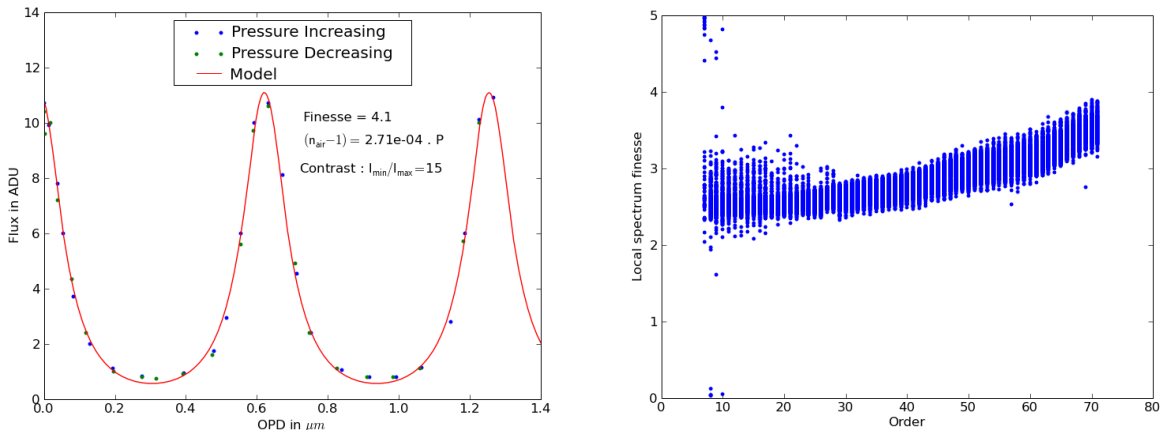 14
12
10
8
6
4
2
0
0.0 0.2 0.4 0.6 0.8 1.0 1.2 1.4
Flux in ADU
OPD in μm
Pressure Increasing
Pressure Decreasing
Model
Finesse = 4.1
(n_air−1) = 2.71e-04 . P
Contrast : I_min/I_max=15
5
4
3
2
1
0
0 10 20 30 40 50 60 70 80
Local spectrum finesse
Order